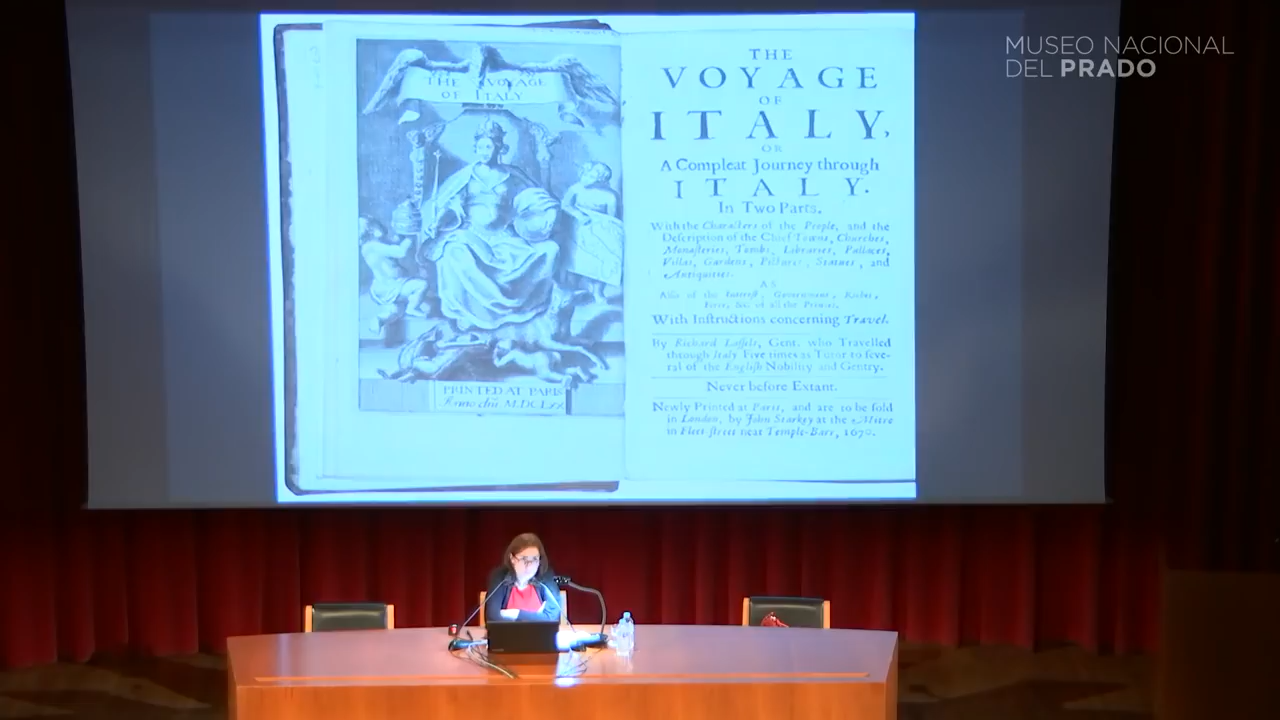 MUSEO NACIONAL
DEL PRADO
THE VOYAGE
OF ITALY
PRINTED AT PARIS
Anno dm̄i M.DCLXX
THE
VOYAGE
OF
ITALY,
OR
A Compleat Journey through
ITALY.
In Two Parts.
With the Characters of the People, and the
Description of the Chief Towns, Churches,
Monasteries, Tombs, Libraries, Pallaces,
Villas, Gardens, Pictures, Statues, and
Antiquities.
AS
Also of the Interest, Government, Riches,
Force, &c. of all the Princes.
With Instructions concerning Travel.
By Richard Lassels, Gent. who Travelled
through Italy Five times as Tutor to seve-
ral of the English Nobility and Gentry.
Never before Extant.
Newly Printed at Paris, and are to be sold
in London, by John Starkey at the Mitre
in Fleet-street near Temple-Barr, 1670.